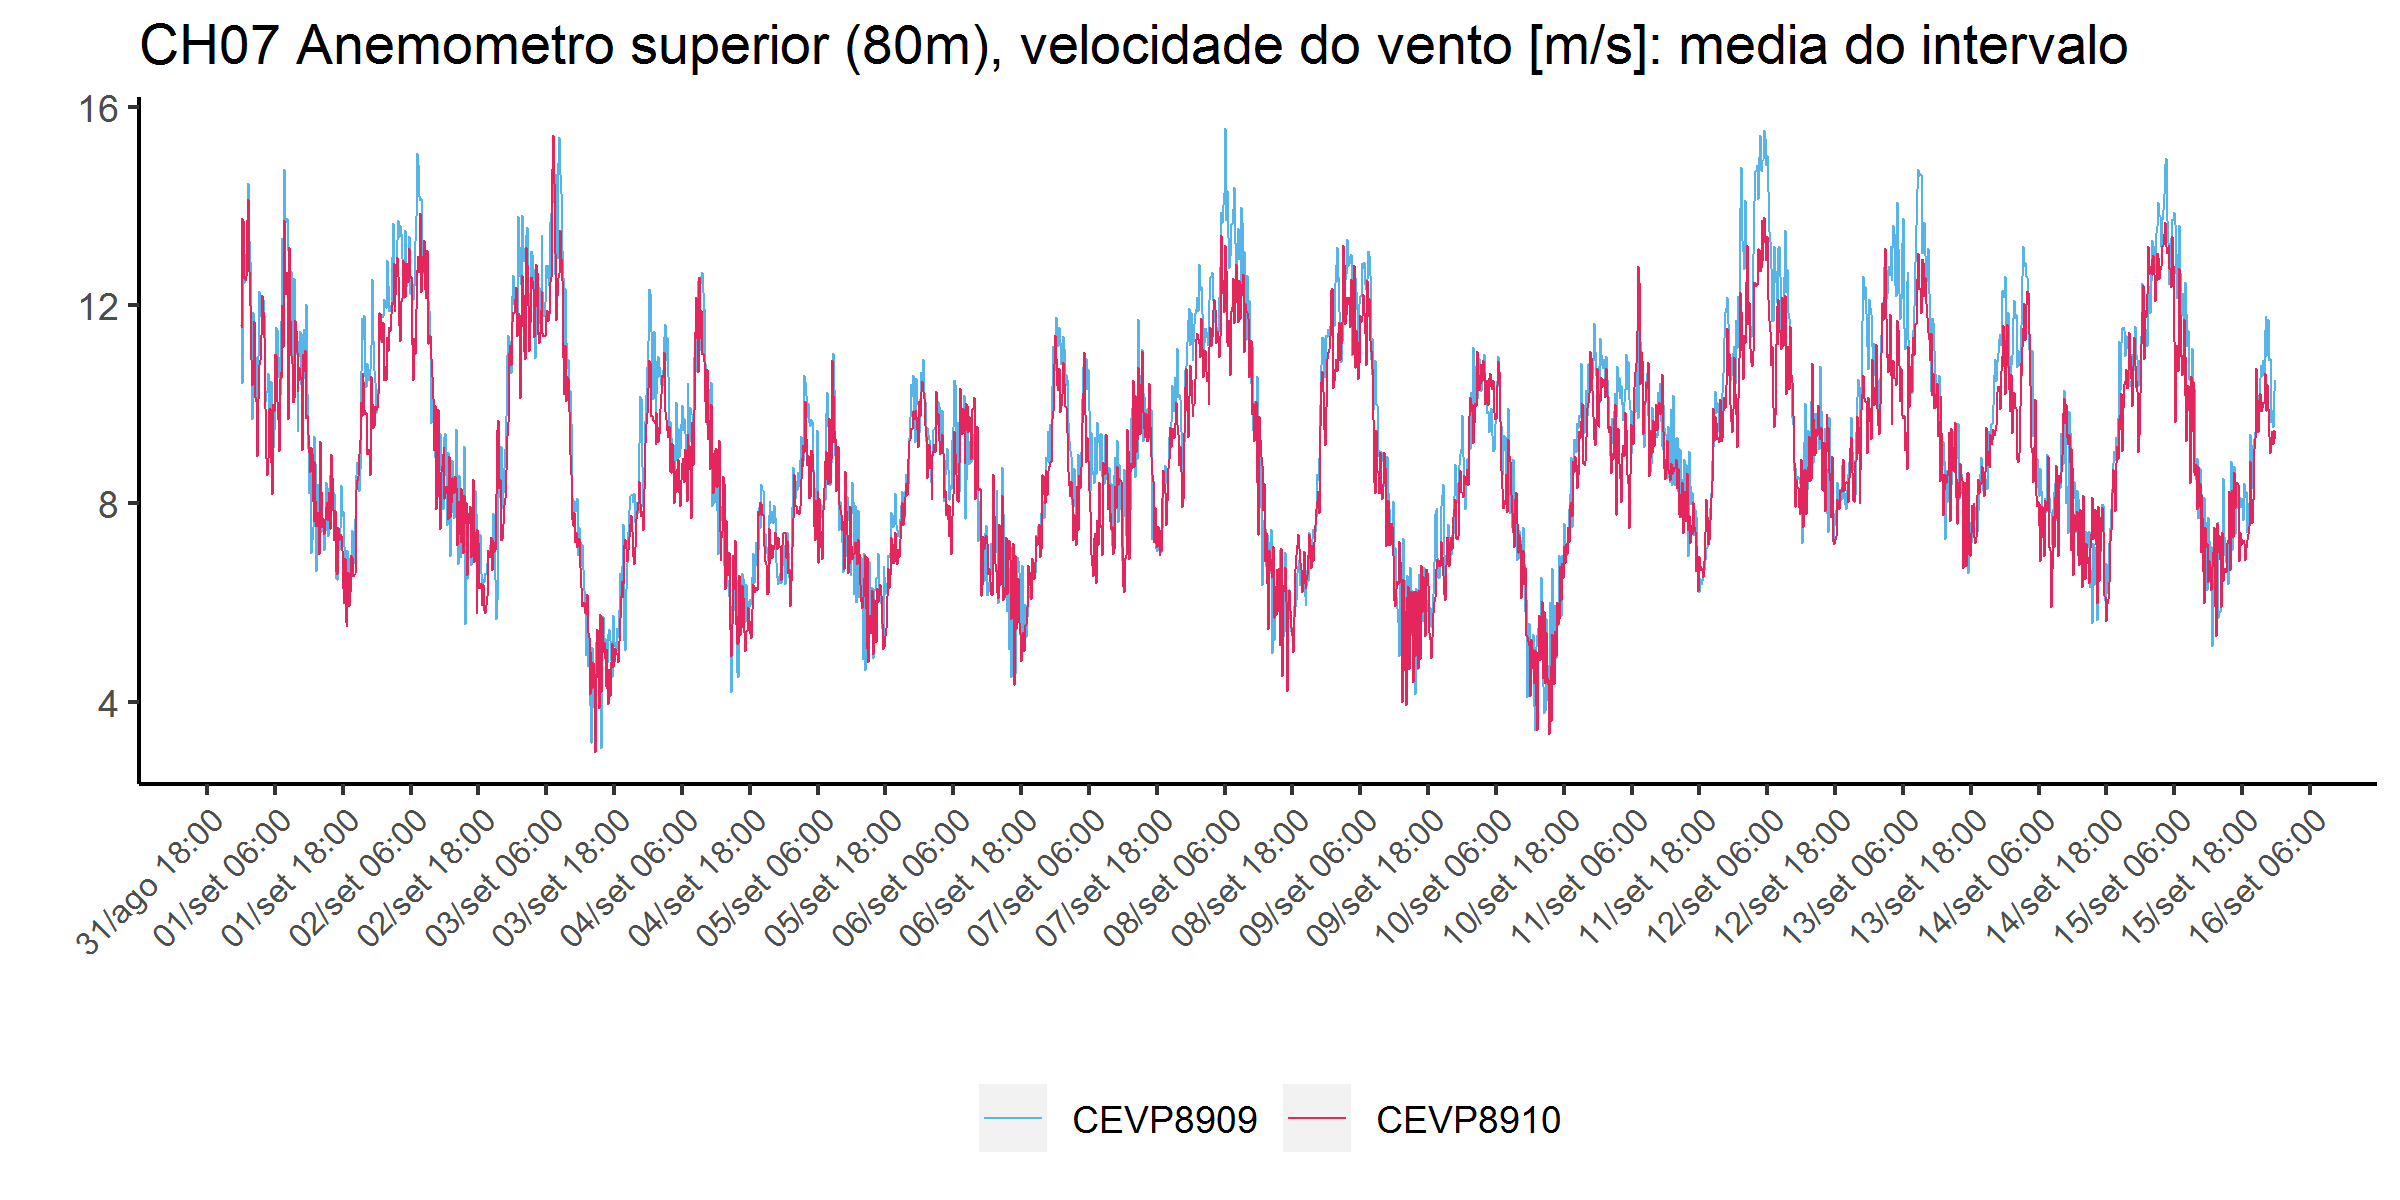 CH07 Anemometro superior (80m), velocidade do vento [m/s]: media do intervalo
16
12
8
4
31/ago 18:00
01/set 06:00
01/set 18:00
02/set 06:00
02/set 18:00
03/set 06:00
03/set 18:00
04/set 06:00
04/set 18:00
05/set 06:00
05/set 18:00
06/set 06:00
06/set 18:00
07/set 06:00
07/set 18:00
08/set 06:00
08/set 18:00
09/set 06:00
09/set 18:00
10/set 06:00
10/set 18:00
11/set 06:00
11/set 18:00
12/set 06:00
12/set 18:00
13/set 06:00
13/set 18:00
14/set 06:00
14/set 18:00
15/set 06:00
15/set 18:00
16/set 06:00
CEVP8909
CEVP8910